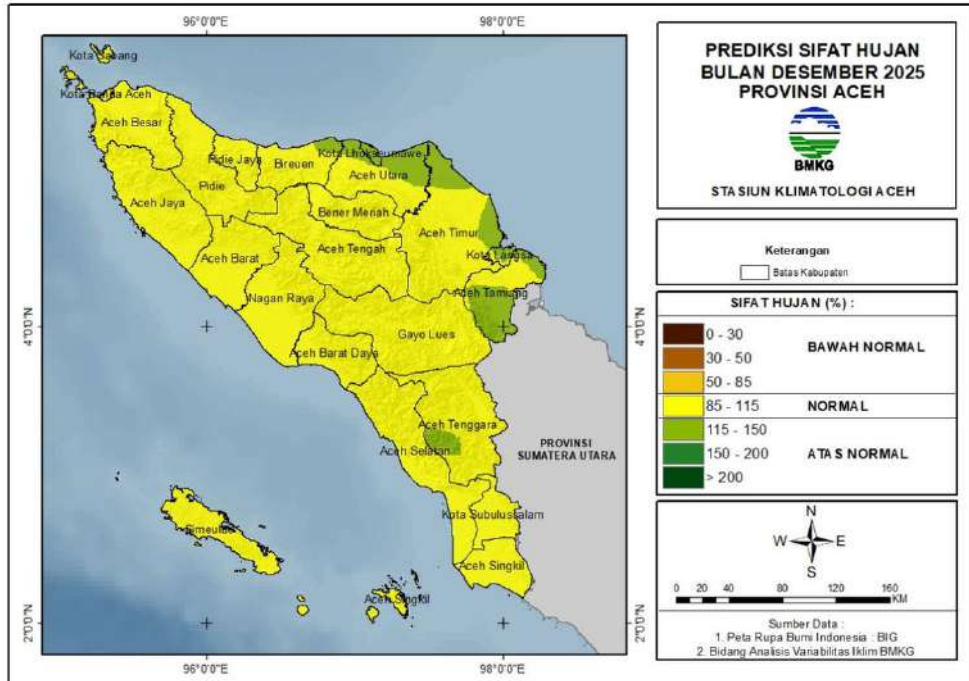 96°0'0"E
98°0'0"E
Kota Sabang
Kota Banda Aceh
Aceh Besar
Pidie Jaya
Bireuen
Kota Lhokseumawe
Aceh Utara
Pidie
Aceh Jaya
Bener Meriah
Aceh Timur
Aceh Tengah
Kota Langsa
Aceh Barat
Nagan Raya
Aceh Tamiang
4°0'0"N
4°0'0"N
Gayo Lues
Aceh Barat Daya
Aceh Tenggara
Aceh Selatan
PROVINSI
SUMATERA UTARA
Kota Subulussalam
Simeulue
Aceh Singkil
Aceh Singkil
2°0'0"N
2°0'0"N
96°0'0"E
98°0'0"E
PREDIKSI SIFAT HUJAN
BULAN DESEMBER 2025
PROVINSI ACEH
BMKG
STASIUN KLIMATOLOGI ACEH
Keterangan
Batas Kabupaten
SIFAT HUJAN (%) :
0 - 30
30 - 50
BAWAH NORMAL
50 - 85
85 - 115
NORMAL
115 - 150
150 - 200
ATAS NORMAL
> 200
N
W
E
S
0 20 40 80 120 160
KM
Sumber Data :
1. Peta Rupa Bumi Indonesia : BIG
2. Bidang Analisis Variabilitas Iklim BMKG